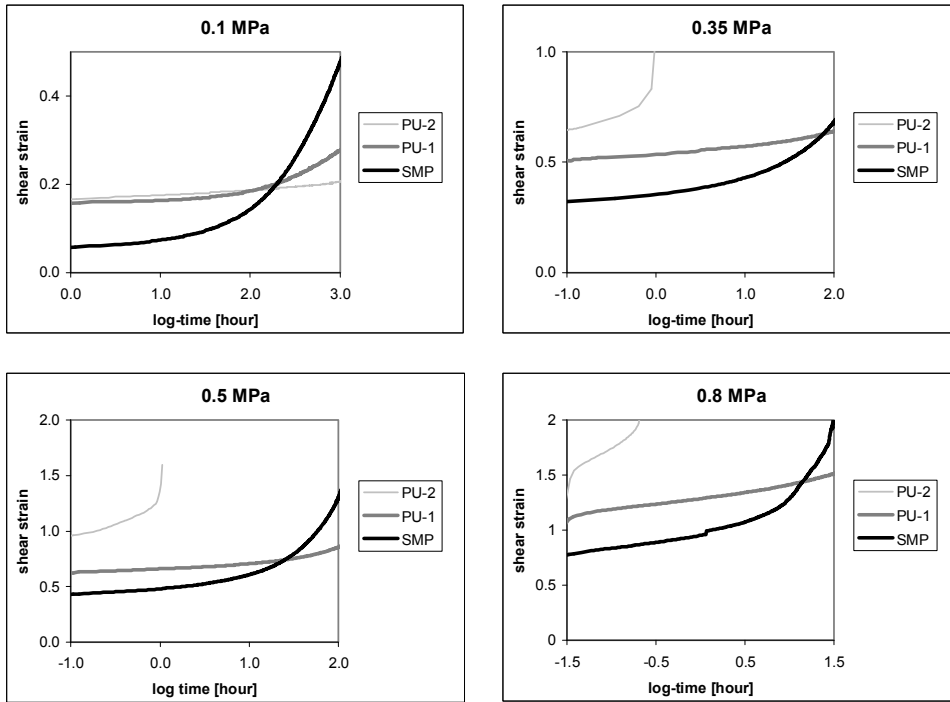 0.1 MPa
0.4
0.2
0.0
shear strain
0.0 1.0 2.0 3.0
log-time [hour]
PU-2
PU-1
SMP
0.35 MPa
1.0
0.5
0.0
shear strain
-1.0 0.0 1.0 2.0
log-time [hour]
PU-2
PU-1
SMP
0.5 MPa
2.0
1.5
1.0
0.5
0.0
shear strain
-1.0 0.0 1.0 2.0
log time [hour]
PU-2
PU-1
SMP
0.8 MPa
2
1.5
1
0.5
0
shear strain
-1.5 -0.5 0.5 1.5
log-time [hour]
PU-2
PU-1
SMP